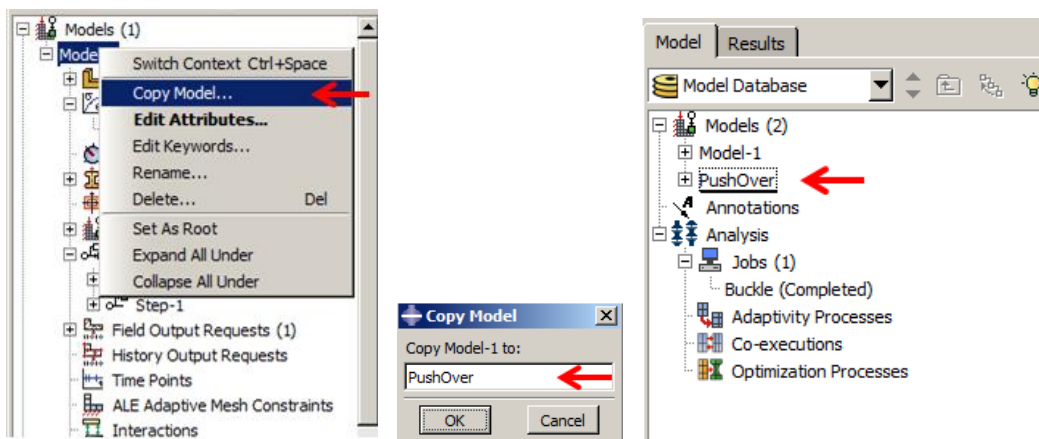 Models (1)
Mode
Switch Context Ctrl+Space
Copy Model...
Edit Attributes...
Edit Keywords...
Rename...
Delete... Del
Set As Root
Expand All Under
Collapse All Under
Step-1
Field Output Requests (1)
History Output Requests
Time Points
ALE Adaptive Mesh Constraints
Interactions
Copy Model
Copy Model-1 to:
PushOver
OK Cancel
Model Results
Model Database
Models (2)
Model-1
PushOver
Annotations
Analysis
Jobs (1)
Buckle (Completed)
Adaptivity Processes
Co-executions
Optimization Processes